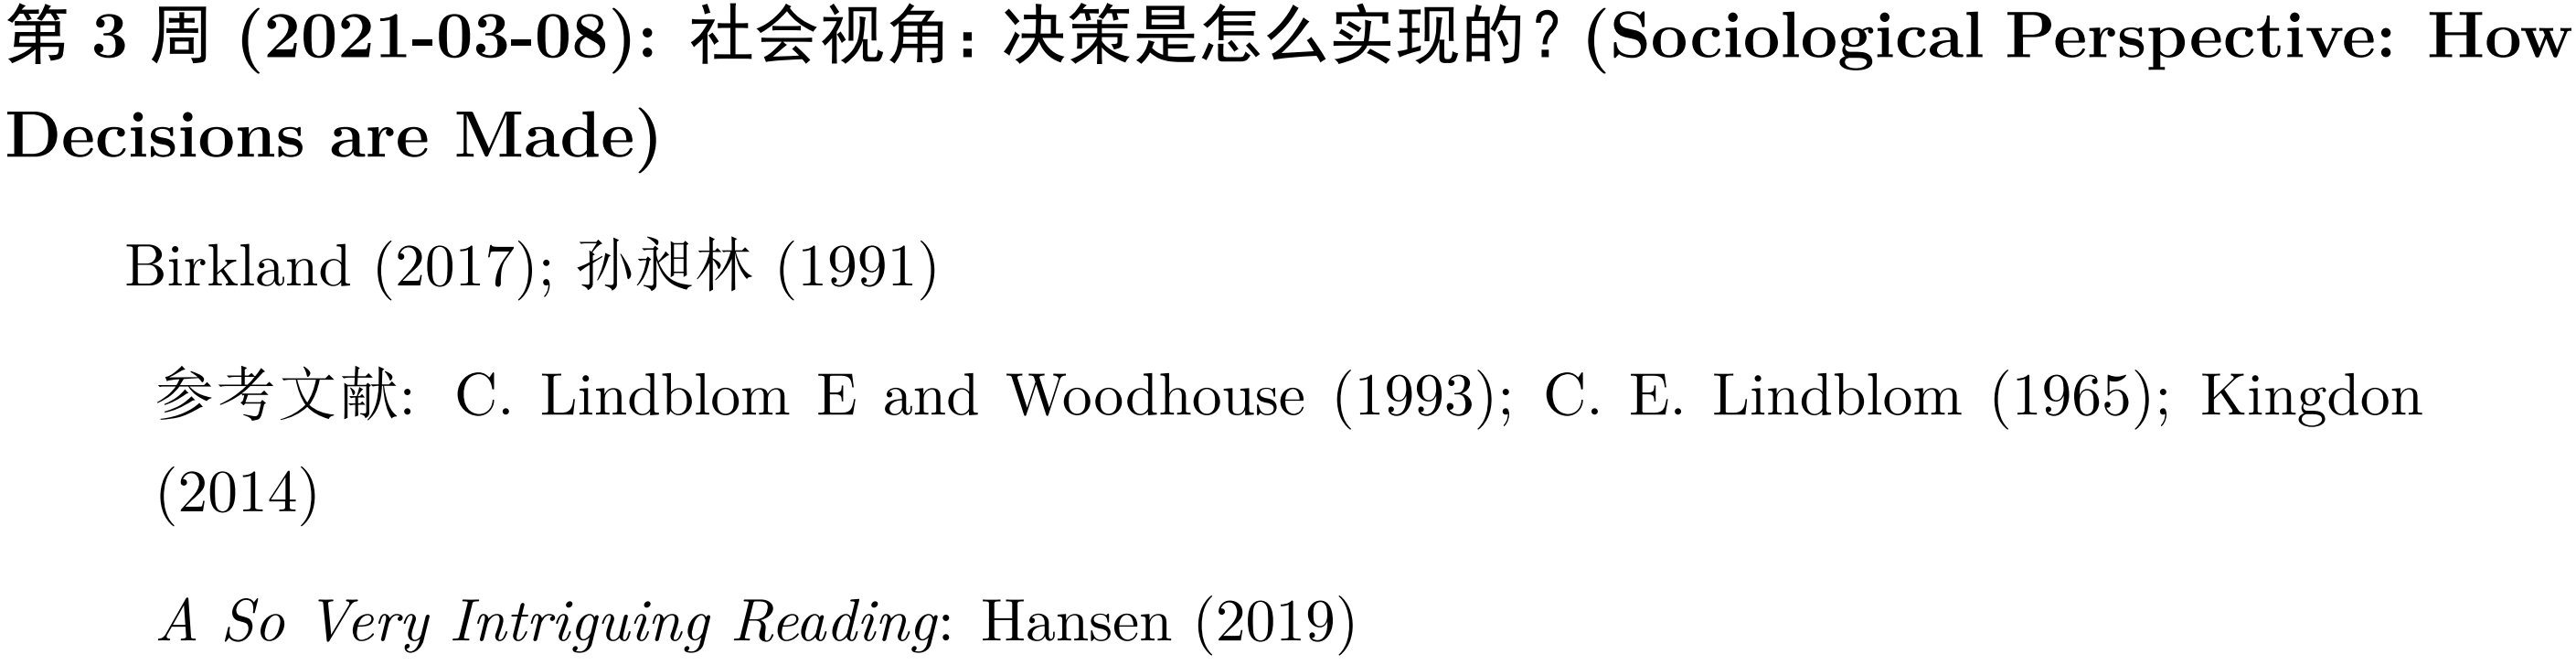 第 3 周 (2021-03-08): 社会视角: 决策是怎么实现的? (Sociological Perspective: How
Decisions are Made)
Birkland (2017); 孙昶林 (1991)
参考文献: C. Lindblom E and Woodhouse (1993); C. E. Lindblom (1965); Kingdon
(2014)
A So Very Intriguing Reading: Hansen (2019)